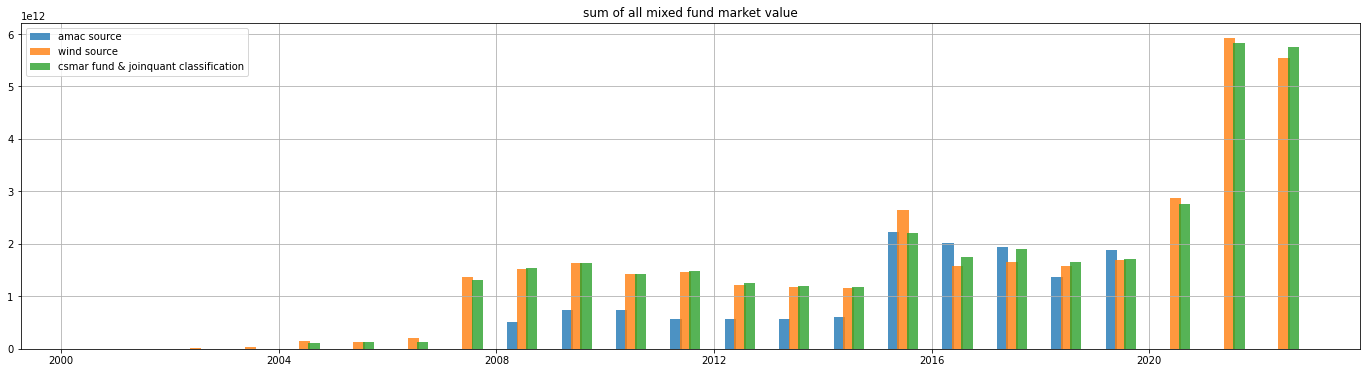 sum of all mixed fund market value
1e12
amac source
wind source
csmar fund & joinquant classification
6
5
4
3
2
1
0
2000 2004 2008 2012 2016 2020